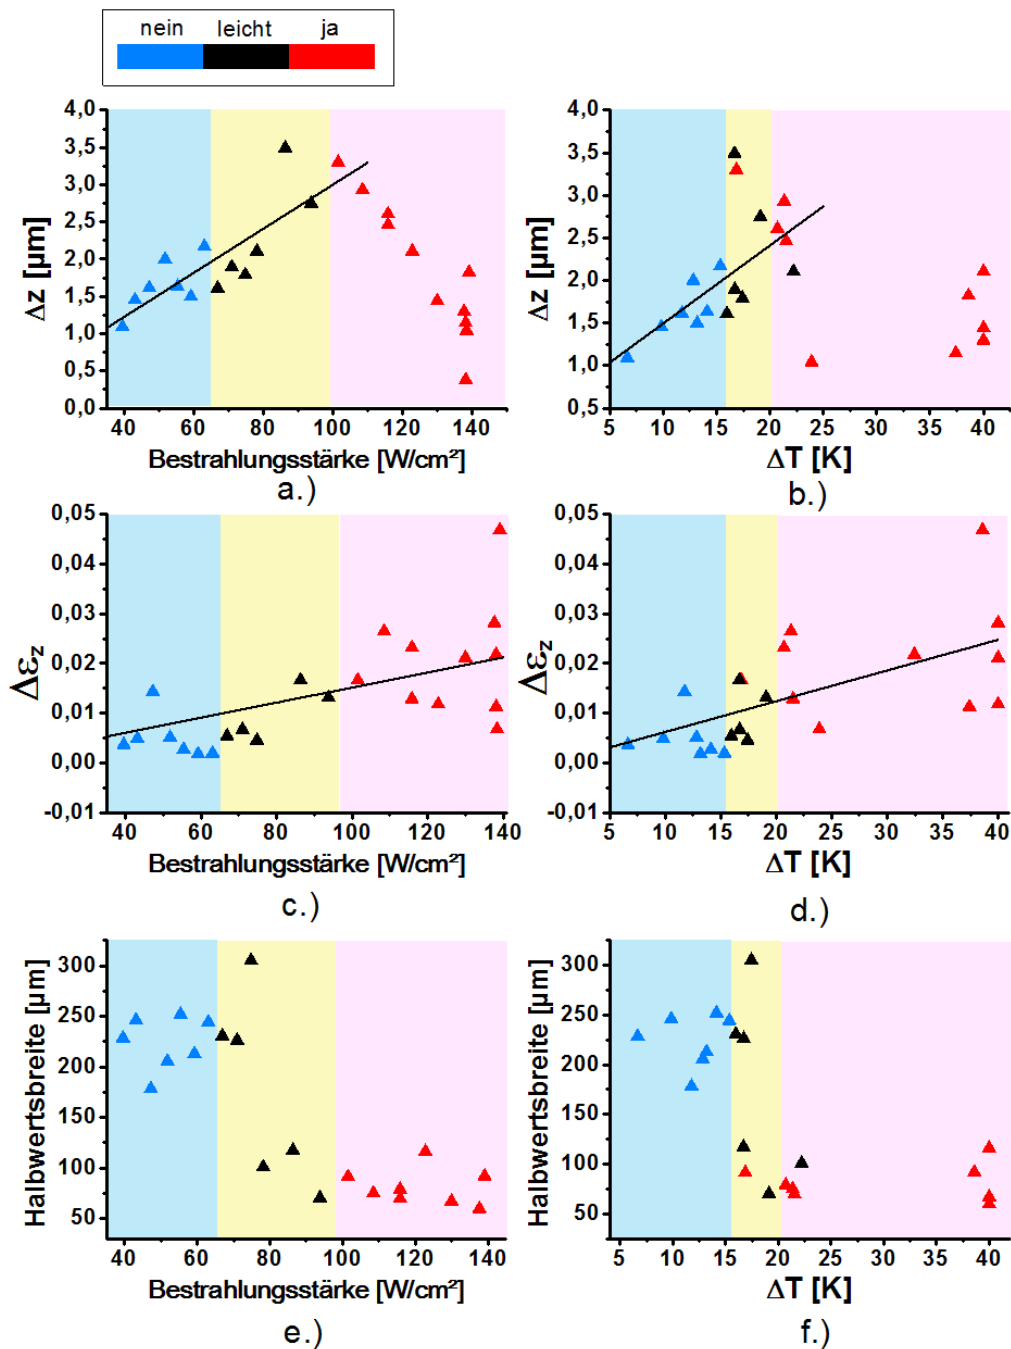 nein leicht ja
4,0
3,5
3,0
2,5
2,0
1,5
1,0
0,5
0,0
Δz [µm]
40 60 80 100 120 140
Bestrahlungsstärke [W/cm²]
a.)
4,0
3,5
3,0
2,5
2,0
1,5
1,0
0,5
Δz [µm]
5 10 15 20 25 30 35 40
ΔT [K]
b.)
0,05
0,04
0,03
0,02
0,01
0,00
-0,01
Δεz
40 60 80 100 120 140
Bestrahlungsstärke [W/cm²]
c.)
0,05
0,04
0,03
0,02
0,01
0,00
-0,01
Δεz
5 10 15 20 25 30 35 40
ΔT [K]
d.)
300
250
200
150
100
50
Halbwertsbreite [µm]
40 60 80 100 120 140
Bestrahlungsstärke [W/cm²]
e.)
300
250
200
150
100
50
Halbwertsbreite [µm]
5 10 15 20 25 30 35 40
ΔT [K]
f.)